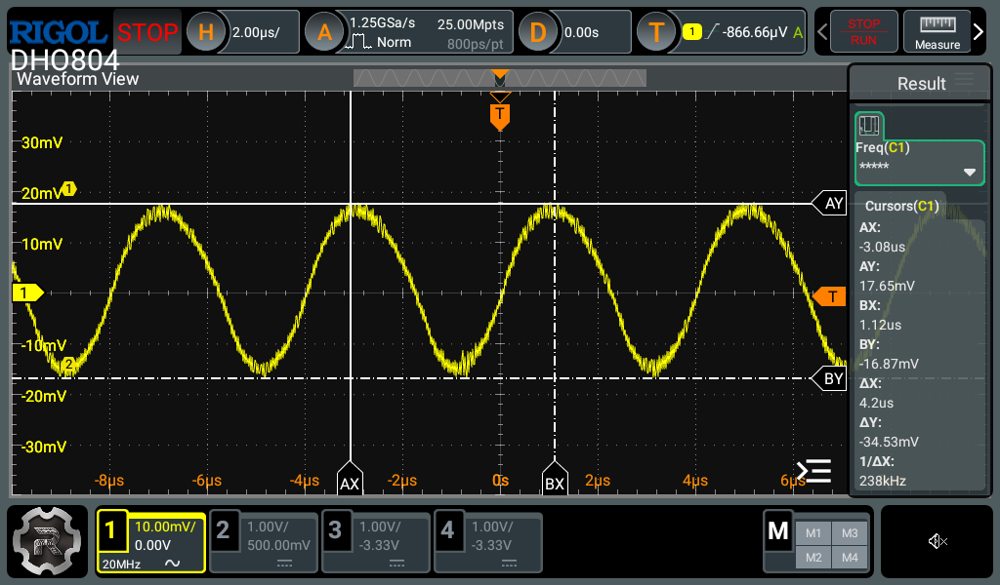 RIGOL STOP H 2.00μs/ A 1.25GSa/s 25.00Mpts D 0.00s T 1 -866.66μV A STOP
Norm 800ps/pt RUN Measure
DHO804
Waveform View
Result
T
30mV
Freq(C1)
*****
20mV 1
AY
Cursors(C1)
10mV
AX:
-3.08us
AY:
17.65mV
1
T
BX:
1.12us
-10mV
BY:
2
-16.87mV
BY
ΔX:
-20mV
4.2us
ΔY:
-30mV
-34.53mV
1/ΔX:
238kHz
-8μs -6μs -4μs -2μs 0s 2μs 4μs 6μs
AX BX
1 10.00mV/ 2 1.00V/ 3 1.00V/ 4 1.00V/ M M1 M3
0.00V 500.00mV -3.33V -3.33V M2 M4
20MHz
R